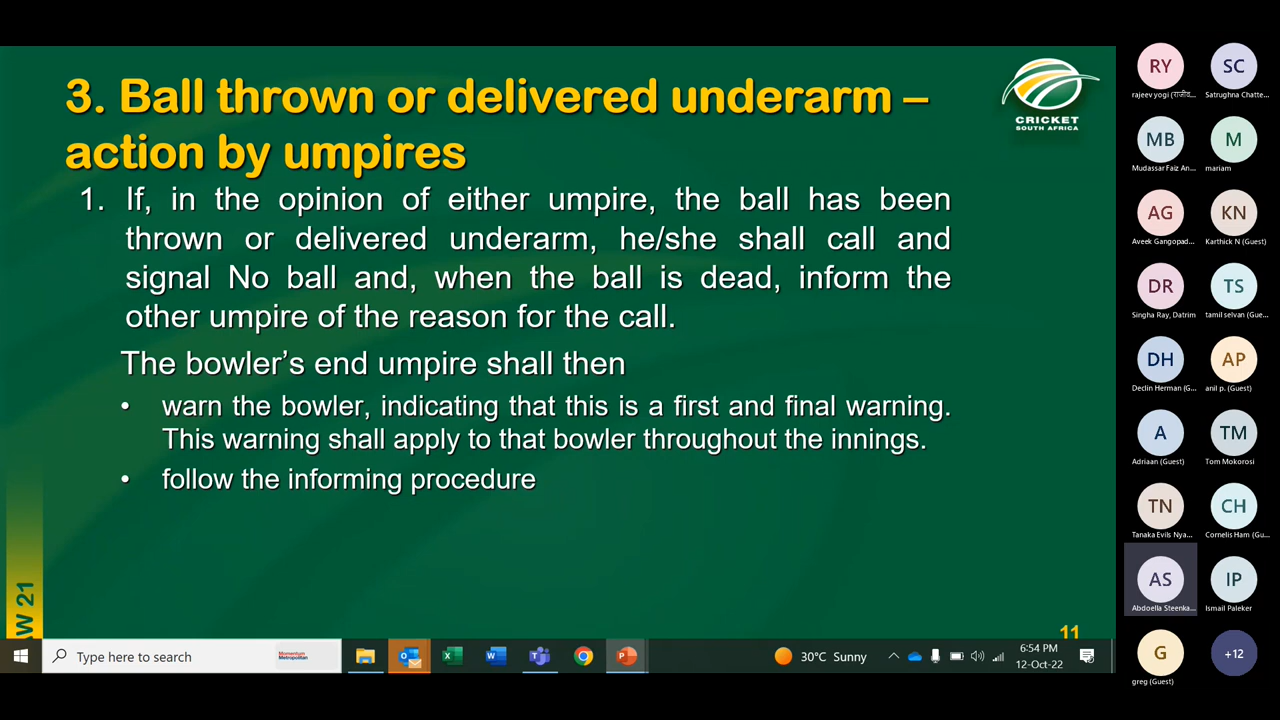 3. Ball thrown or delivered underarm –
action by umpires
CRICKET
SOUTH AFRICA
1. If, in the opinion of either umpire, the ball has been
thrown or delivered underarm, he/she shall call and
signal No ball and, when the ball is dead, inform the
other umpire of the reason for the call.
The bowler's end umpire shall then
• warn the bowler, indicating that this is a first and final warning.
This warning shall apply to that bowler throughout the innings.
• follow the informing procedure
W 21
11
RY
rajeev yogi (राजीव...
SC
Satrughna Chatte...
MB
Mudassar Faiz An...
M
mariam
AG
Aveek Gangopad...
KN
Karthick N (Guest)
DR
Singha Ray, Datrim
TS
tamil selvan (Gue...
DH
Declin Herman (G...
AP
anil p. (Guest)
A
Adriaan (Guest)
TM
Tom Mokorosi
TN
Tanaka Evils Nya...
CH
Cornelis Ham (Gu...
AS
Abdoella Steenka...
IP
Ismail Paleker
G
greg (Guest)
+12
Type here to search
Momentum
Metropolitan
30°C Sunny
6:54 PM
12-Oct-22